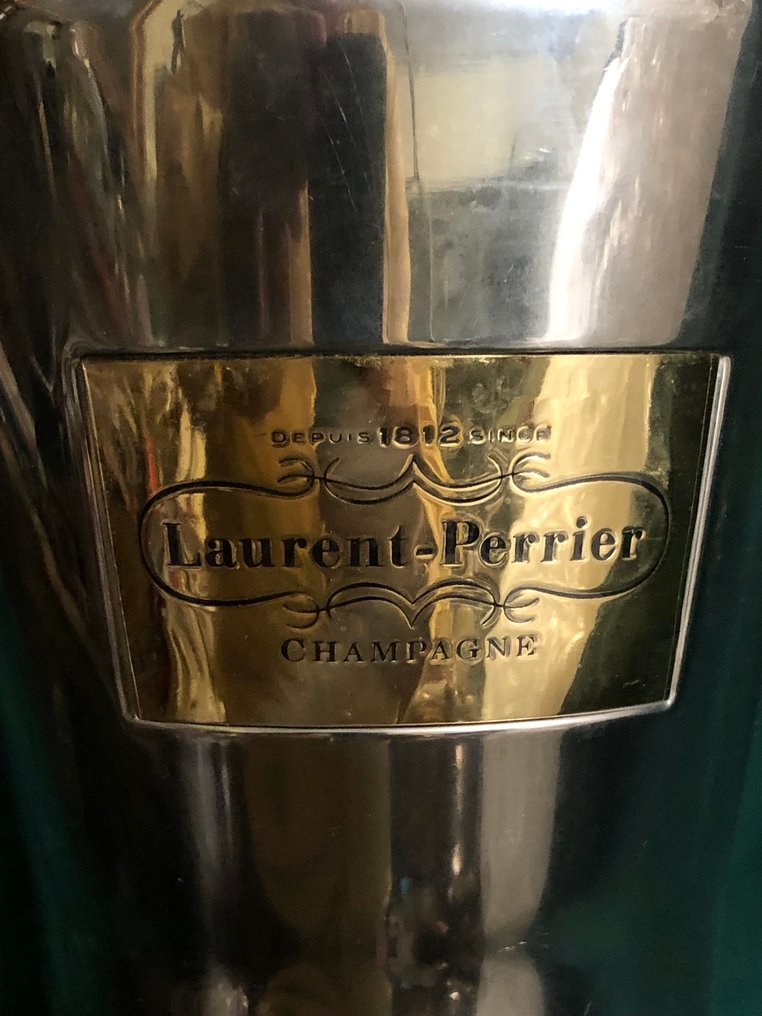 DEPUIS 1812 SINCE
Laurent-Perrier
CHAMPAGNE